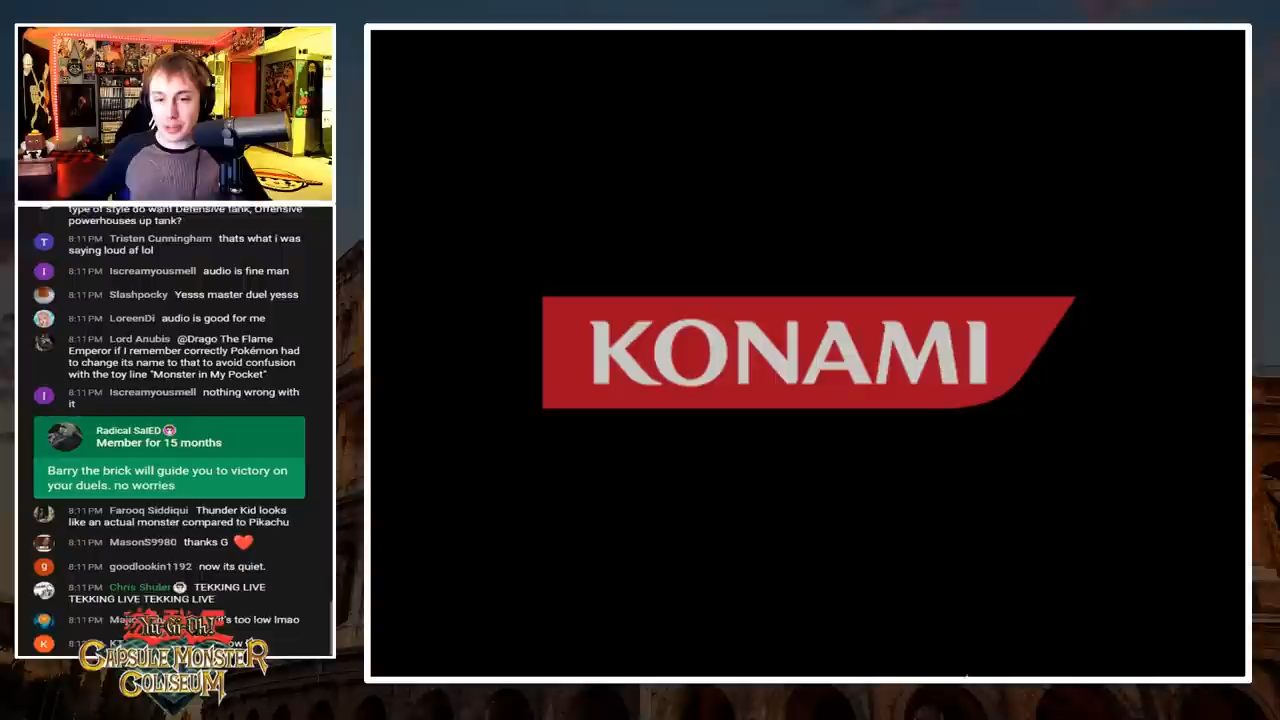 type of style do want Defensive tank, Offensive
powerhouses up tank?
8:11 PM Tristen Cunningham thats what i was
saying loud af lol
8:11 PM Iscreamyousmell audio is fine man
8:11 PM Slashpocky Yesss master duel yesss
8:11 PM LoreenDi audio is good for me
8:11 PM Lord Anubis @Drago The Flame
Emperor if I remember correctly Pokémon had
to change its name to that to avoid confusion
with the toy line "Monster in My Pocket"
8:11 PM Iscreamyousmell nothing wrong with
it
Radical SalED
Member for 15 months
Barry the brick will guide you to victory on
your duels. no worries
8:11 PM Farooq Siddiqui Thunder Kid looks
like an actual monster compared to Pikachu
8:11 PM MasonS9980 thanks G
8:11 PM goodlookin1192 now its quiet.
8:11 PM Chris Shuler TEKKING LIVE
TEKKING LIVE TEKKING LIVE
8:11 PM too low lmao
Yu-Gi-Oh!
CAPSULE MONSTER
COLISEUM
KONAMI